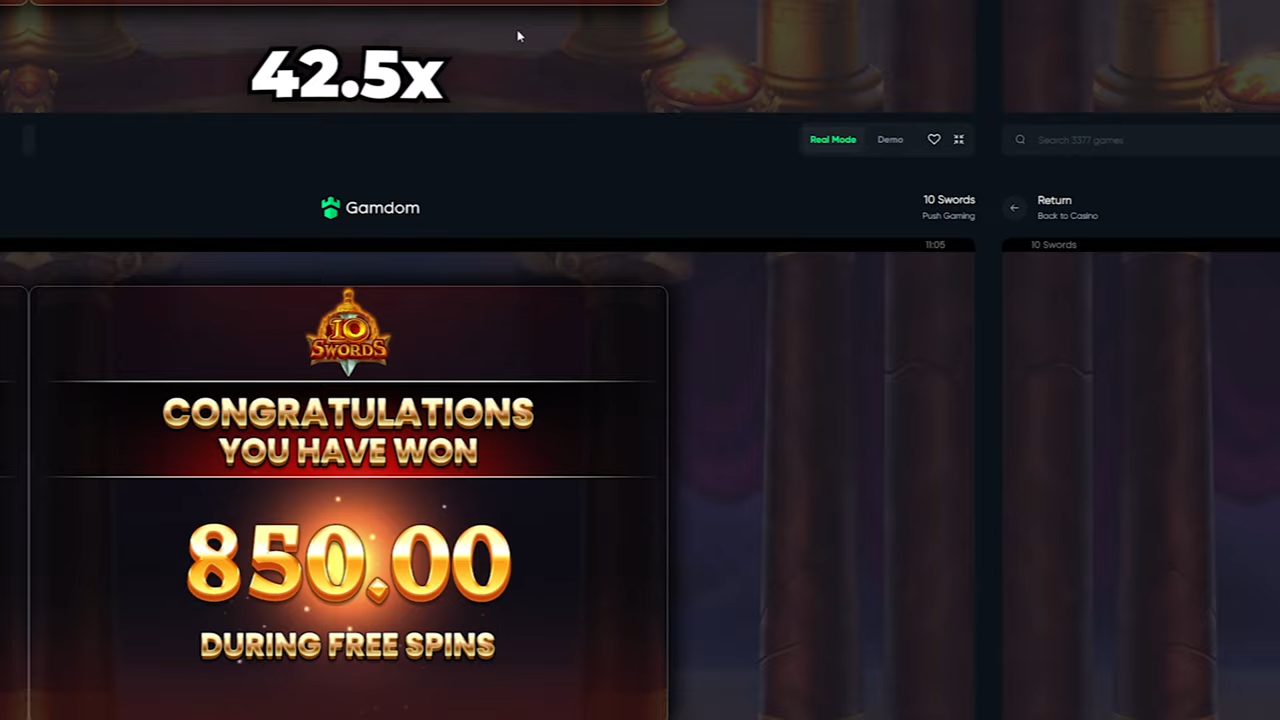 42.5x
Real Mode
Demo
Search 3377 games
Gamdom
10 Swords
Push Gaming
Return
Back to Casino
11:05
10 Swords
10
SWORDS
CONGRATULATIONS
YOU HAVE WON
850.00
DURING FREE SPINS